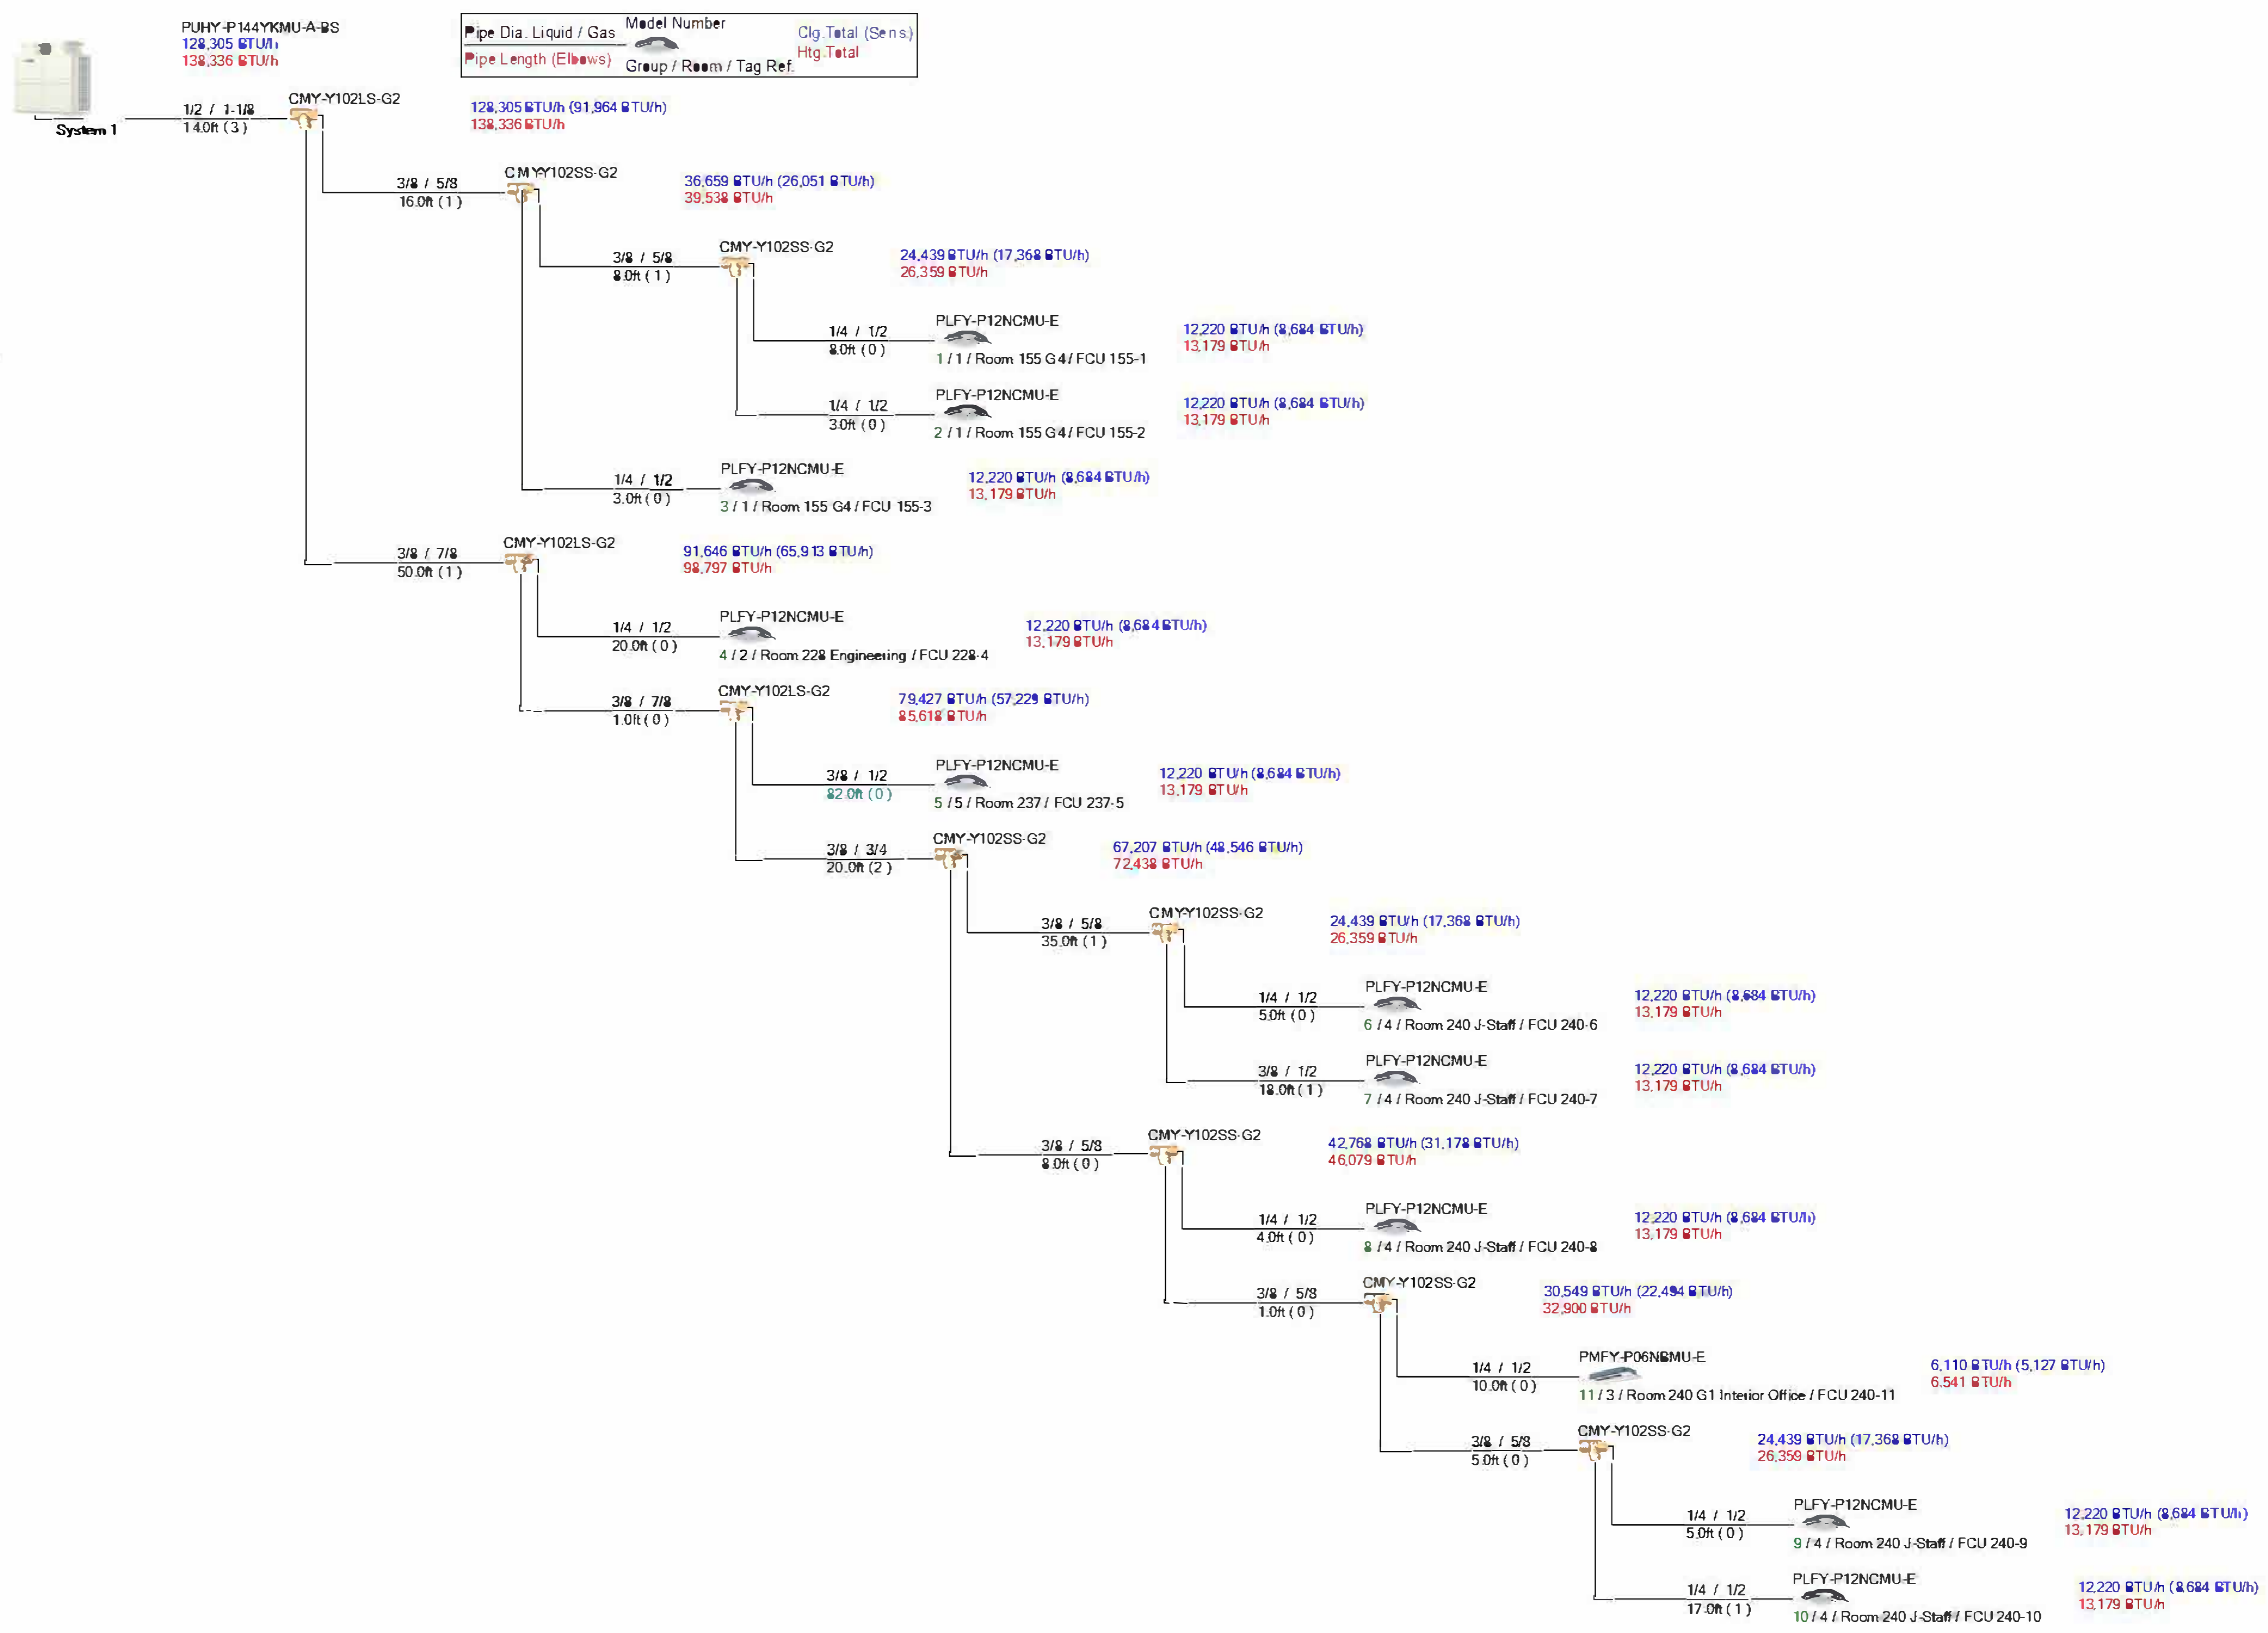 PUHY-P144YKMU-A-BS
128,305 BTU/h
138,336 BTU/h
Pipe Dia. Liquid / Gas
Pipe Length (Elbows)
Model Number
Group / Room / Tag Ref.
Clg.Total (Sens.)
Htg.Total
System 1
1/2 / 1-1/8
14.0ft ( 3 )
CMY-Y102LS-G2
128,305 BTU/h (91,964 BTU/h)
138,336 BTU/h
3/8 / 5/8
16.0ft ( 1 )
CMY-Y102SS-G2
36,659 BTU/h (26,051 BTU/h)
39,538 BTU/h
3/8 / 5/8
8.0ft ( 1 )
CMY-Y102SS-G2
24,439 BTU/h (17,368 BTU/h)
26,359 BTU/h
1/4 / 1/2
8.0ft ( 0 )
PLFY-P12NCMU-E
1 / 1 / Room 155 G4 / FCU 155-1
12,220 BTU/h (8,684 BTU/h)
13,179 BTU/h
1/4 / 1/2
3.0ft ( 0 )
PLFY-P12NCMU-E
2 / 1 / Room 155 G4 / FCU 155-2
12,220 BTU/h (8,684 BTU/h)
13,179 BTU/h
1/4 / 1/2
3.0ft ( 0 )
PLFY-P12NCMU-E
3 / 1 / Room 155 G4 / FCU 155-3
12,220 BTU/h (8,684 BTU/h)
13,179 BTU/h
3/8 / 7/8
50.0ft ( 1 )
CMY-Y102LS-G2
91,646 BTU/h (65,913 BTU/h)
98,797 BTU/h
1/4 / 1/2
20.0ft ( 0 )
PLFY-P12NCMU-E
4 / 2 / Room 228 Engineering / FCU 228-4
12,220 BTU/h (8,684 BTU/h)
13,179 BTU/h
3/8 / 7/8
1.0ft ( 0 )
CMY-Y102LS-G2
79,427 BTU/h (57,229 BTU/h)
85,618 BTU/h
3/8 / 1/2
82.0ft ( 0 )
PLFY-P12NCMU-E
5 / 5 / Room 237 / FCU 237-5
12,220 BTU/h (8,684 BTU/h)
13,179 BTU/h
3/8 / 3/4
20.0ft ( 2 )
CMY-Y102SS-G2
67,207 BTU/h (48,546 BTU/h)
72,438 BTU/h
3/8 / 5/8
35.0ft ( 1 )
CMY-Y102SS-G2
24,439 BTU/h (17,368 BTU/h)
26,359 BTU/h
1/4 / 1/2
5.0ft ( 0 )
PLFY-P12NCMU-E
6 / 4 / Room 240 J-Staff / FCU 240-6
12,220 BTU/h (8,684 BTU/h)
13,179 BTU/h
3/8 / 1/2
18.0ft ( 1 )
PLFY-P12NCMU-E
7 / 4 / Room 240 J-Staff / FCU 240-7
12,220 BTU/h (8,684 BTU/h)
13,179 BTU/h
3/8 / 5/8
8.0ft ( 0 )
CMY-Y102SS-G2
42,768 BTU/h (31,178 BTU/h)
46,079 BTU/h
1/4 / 1/2
4.0ft ( 0 )
PLFY-P12NCMU-E
8 / 4 / Room 240 J-Staff / FCU 240-8
12,220 BTU/h (8,684 BTU/h)
13,179 BTU/h
3/8 / 5/8
1.0ft ( 0 )
CMY-Y102SS-G2
30,549 BTU/h (22,494 BTU/h)
32,900 BTU/h
1/4 / 1/2
10.0ft ( 0 )
PMFY-P06NBMU-E
11 / 3 / Room 240 G1 Interior Office / FCU 240-11
6,110 BTU/h (5,127 BTU/h)
6,541 BTU/h
3/8 / 5/8
5.0ft ( 0 )
CMY-Y102SS-G2
24,439 BTU/h (17,368 BTU/h)
26,359 BTU/h
1/4 / 1/2
5.0ft ( 0 )
PLFY-P12NCMU-E
9 / 4 / Room 240 J-Staff / FCU 240-9
12,220 BTU/h (8,684 BTU/h)
13,179 BTU/h
1/4 / 1/2
17.0ft ( 1 )
PLFY-P12NCMU-E
10 / 4 / Room 240 J-Staff / FCU 240-10
12,220 BTU/h (8,684 BTU/h)
13,179 BTU/h